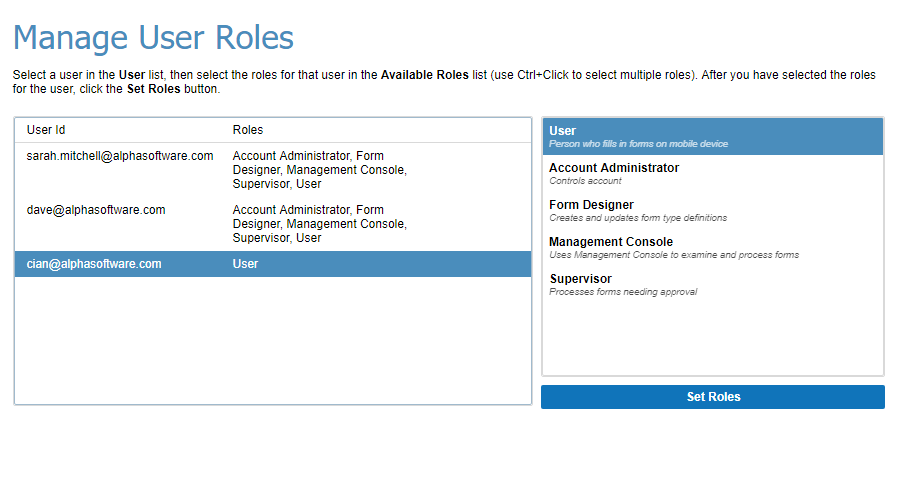 Manage User Roles
Select a user in the User list, then select the roles for that user in the Available Roles list (use Ctrl+Click to select multiple roles). After you have selected the roles
for the user, click the Set Roles button.
User Id Roles
sarah.mitchell@alphasoftware.com Account Administrator, Form
Designer, Management Console,
Supervisor, User
dave@alphasoftware.com Account Administrator, Form
Designer, Management Console,
Supervisor, User
cian@alphasoftware.com User
User
Person who fills in forms on mobile device
Account Administrator
Controls account
Form Designer
Creates and updates form type definitions
Management Console
Uses Management Console to examine and process forms
Supervisor
Processes forms needing approval
Set Roles